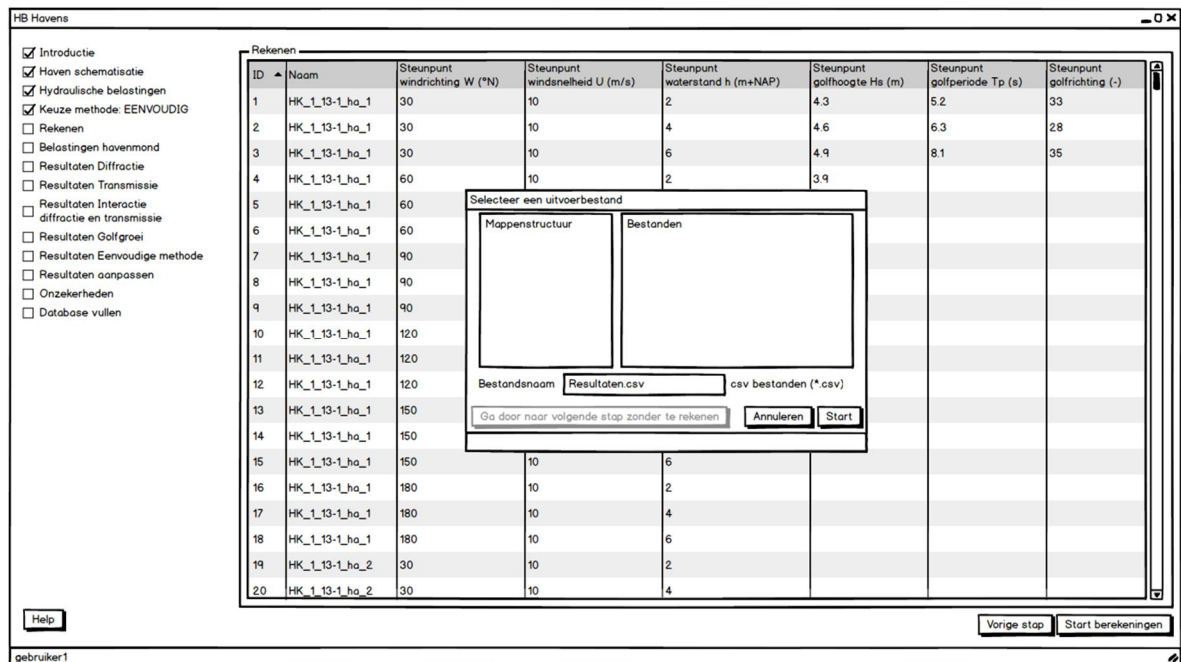 HB Havens
Introductie
Haven schematisatie
Hydraulische belastingen
Keuze methode: EENVOUDIG
Rekenen
Belastingen havenmond
Resultaten Diffractie
Resultaten Transmissie
Resultaten Interactie
diffractie en transmissie
Resultaten Golfgroei
Resultaten Eenvoudige methode
Resultaten aanpassen
Onzekerheden
Database vullen
Rekenen
ID Naam Steunpunt windrichting W (°N) Steunpunt windsnelheid U (m/s) Steunpunt waterstand h (m+NAP) Steunpunt golfhoogte Hs (m) Steunpunt golfperiode Tp (s) Steunpunt golfrichting (-)
1 HK_1_13-1_ha_1 30 10 2 4.3 5.2 33
2 HK_1_13-1_ha_1 30 10 4 4.6 6.3 28
3 HK_1_13-1_ha_1 30 10 6 4.9 8.1 35
4 HK_1_13-1_ha_1 60 10 2 3.9
5 HK_1_13-1_ha_1 60
6 HK_1_13-1_ha_1 60
7 HK_1_13-1_ha_1 90
8 HK_1_13-1_ha_1 90
9 HK_1_13-1_ha_1 90
10 HK_1_13-1_ha_1 120
11 HK_1_13-1_ha_1 120
12 HK_1_13-1_ha_1 120
13 HK_1_13-1_ha_1 150
14 HK_1_13-1_ha_1 150
15 HK_1_13-1_ha_1 150 10 6
16 HK_1_13-1_ha_1 180 10 2
17 HK_1_13-1_ha_1 180 10 4
18 HK_1_13-1_ha_1 180 10 6
19 HK_1_13-1_ha_2 30 10 2
20 HK_1_13-1_ha_2 30 10 4
Selecteer een uitvoerbestand
Mappenstructuur Bestanden
Bestandsnaam Resultaten.csv csv bestanden (*.csv)
Ga door naar volgende stap zonder te rekenen Annuleren Start
Help Vorige stap Start berekeningen
gebruiker1